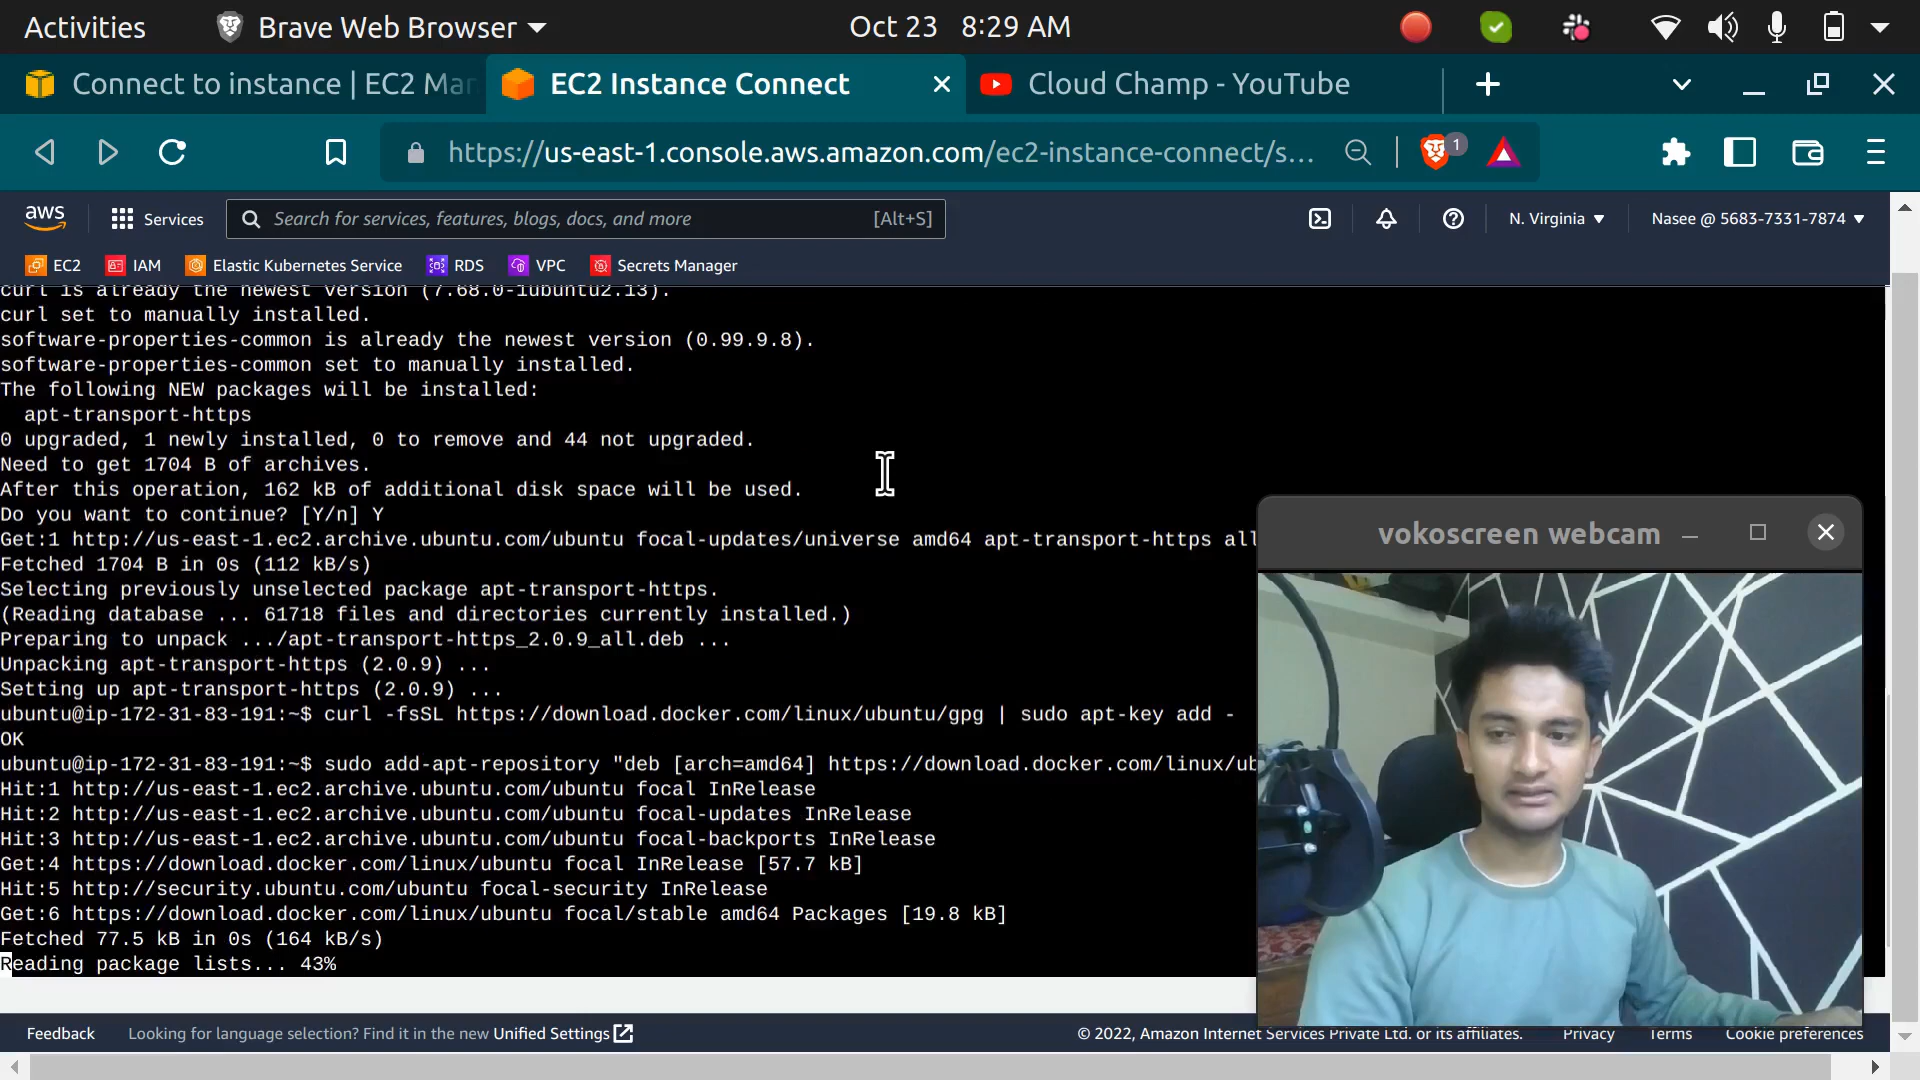 Activities
Brave Web Browser
Oct 23 8:29 AM
Connect to instance | EC2 Man
EC2 Instance Connect
Cloud Champ - YouTube
https://us-east-1.console.aws.amazon.com/ec2-instance-connect/s...
1
aws
Services
Search for services, features, blogs, docs, and more
[Alt+S]
N. Virginia
Nasee @ 5683-7331-7874
EC2
IAM
Elastic Kubernetes Service
RDS
VPC
Secrets Manager
curl is already the newest version (7.68.0-1ubuntu2.13).
curl set to manually installed.
software-properties-common is already the newest version (0.99.9.8).
software-properties-common set to manually installed.
The following NEW packages will be installed:
apt-transport-https
0 upgraded, 1 newly installed, 0 to remove and 44 not upgraded.
Need to get 1704 B of archives.
After this operation, 162 kB of additional disk space will be used.
Do you want to continue? [Y/n] Y
Get:1 http://us-east-1.ec2.archive.ubuntu.com/ubuntu focal-updates/universe amd64 apt-transport-https all
Fetched 1704 B in 0s (112 kB/s)
Selecting previously unselected package apt-transport-https.
(Reading database ... 61718 files and directories currently installed.)
Preparing to unpack .../apt-transport-https_2.0.9_all.deb ...
Unpacking apt-transport-https (2.0.9) ...
Setting up apt-transport-https (2.0.9) ...
ubuntu@ip-172-31-83-191:~$ curl -fsSL https://download.docker.com/linux/ubuntu/gpg | sudo apt-key add -
OK
ubuntu@ip-172-31-83-191:~$ sudo add-apt-repository "deb [arch=amd64] https://download.docker.com/linux/ub
Hit:1 http://us-east-1.ec2.archive.ubuntu.com/ubuntu focal InRelease
Hit:2 http://us-east-1.ec2.archive.ubuntu.com/ubuntu focal-updates InRelease
Hit:3 http://us-east-1.ec2.archive.ubuntu.com/ubuntu focal-backports InRelease
Get:4 https://download.docker.com/linux/ubuntu focal InRelease [57.7 kB]
Hit:5 http://security.ubuntu.com/ubuntu focal-security InRelease
Get:6 https://download.docker.com/linux/ubuntu focal/stable amd64 Packages [19.8 kB]
Fetched 77.5 kB in 0s (164 kB/s)
Reading package lists... 43%
vokoscreen webcam
Feedback
Looking for language selection? Find it in the new Unified Settings
© 2022, Amazon Internet Services Private Ltd. or its affiliates.
Privacy
Terms
Cookie preferences